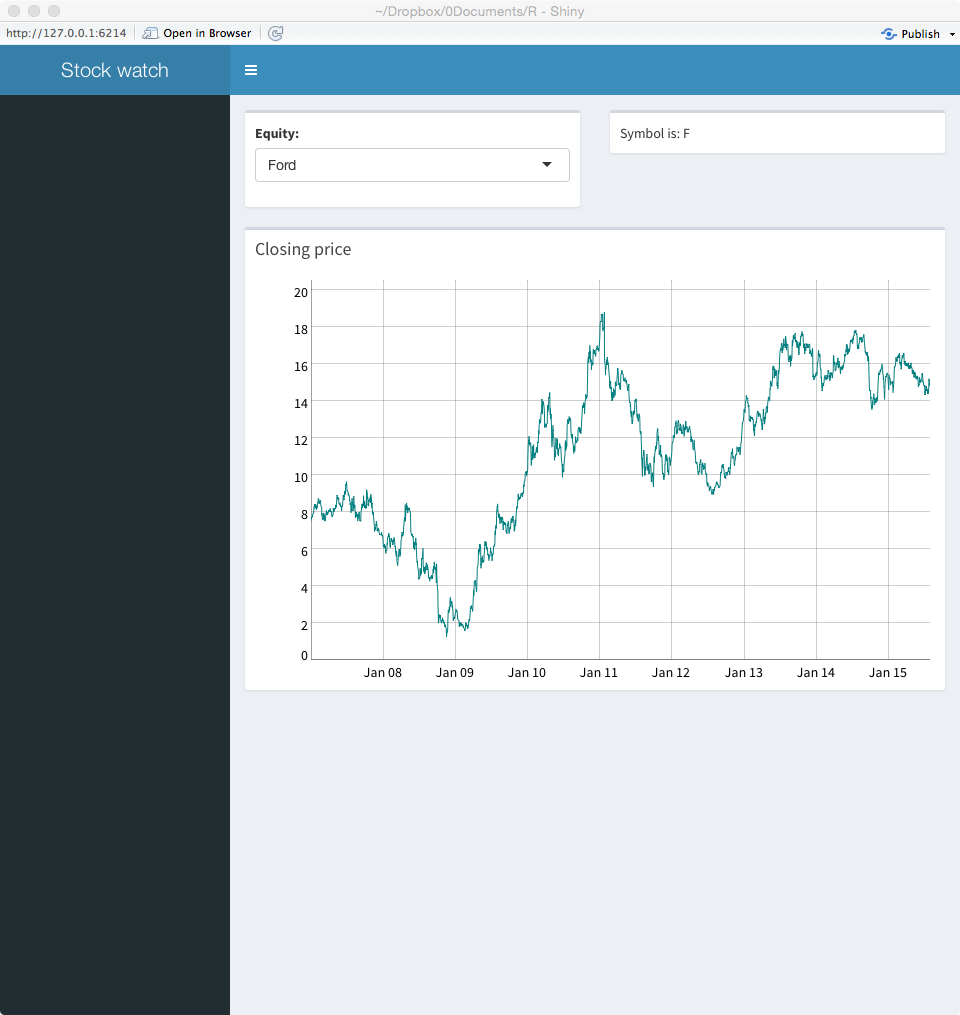 ~/Dropbox/0Documents/R - Shiny
http://127.0.0.1:6214 Open in Browser Publish
Stock watch
Equity:
Ford
Symbol is: F
Closing price
20
18
16
14
12
10
8
6
4
2
0
Jan 08 Jan 09 Jan 10 Jan 11 Jan 12 Jan 13 Jan 14 Jan 15